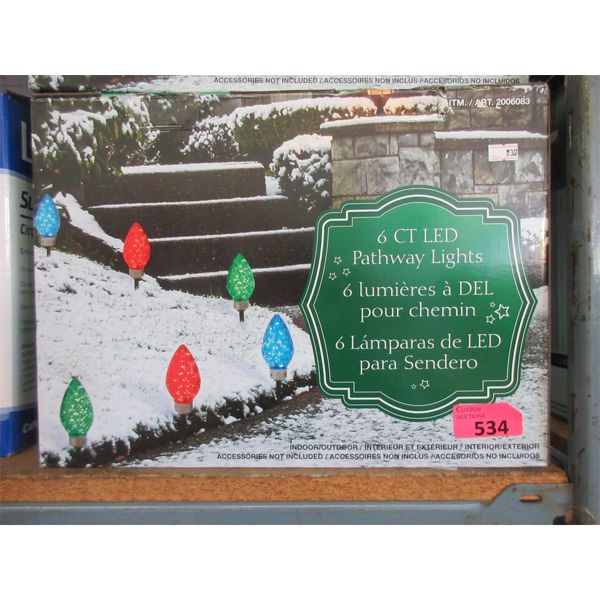 ACCESSORIES NOT INCLUDED / ACCESSOIRES NON INCLUS / ACCESORIOS NO INCLUIDOS
ITM. / ART. 2006083
6 CT LED
Pathway Lights
6 lumières à DEL
pour chemin
6 Lámparas de LED
para Sendero
COTTON
AUCTIONS
534
INDOOR/OUTDOOR / INTÉRIEUR ET EXTÉRIEUR / INTERIOR/EXTERIOR
ACCESSORIES NOT INCLUDED / ACCESSOIRES NON INCLUS / ACCESORIOS NO INCLUIDOS